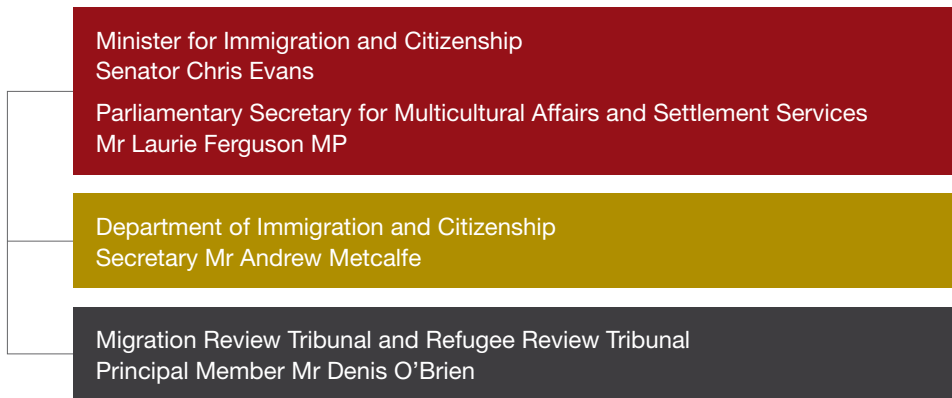 Minister for Immigration and Citizenship
Senator Chris Evans
Parliamentary Secretary for Multicultural Affairs and Settlement Services
Mr Laurie Ferguson MP
Department of Immigration and Citizenship
Secretary Mr Andrew Metcalfe
Migration Review Tribunal and Refugee Review Tribunal
Principal Member Mr Denis O’Brien